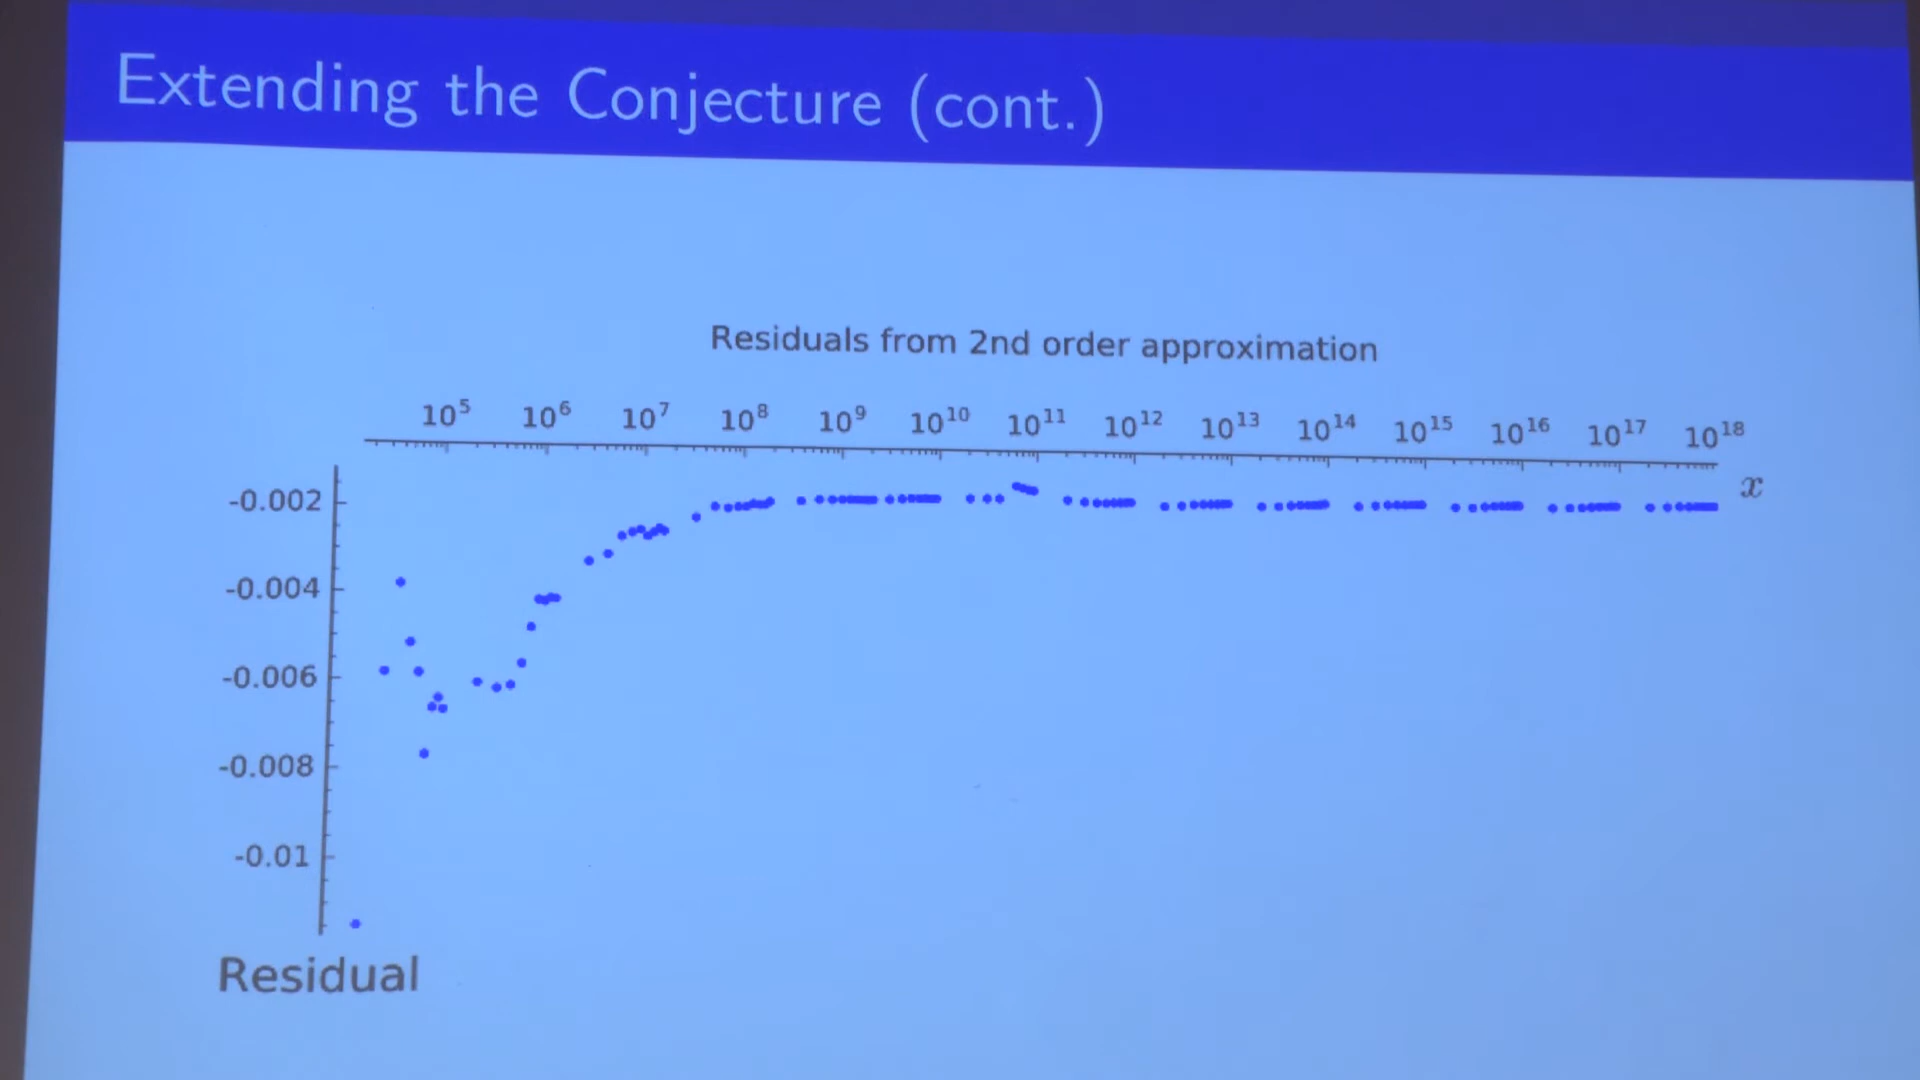 Extending the Conjecture (cont.)
Residuals from 2nd order approximation
10⁵ 10⁶ 10⁷ 10⁸ 10⁹ 10¹⁰ 10¹¹ 10¹² 10¹³ 10¹⁴ 10¹⁵ 10¹⁶ 10¹⁷ 10¹⁸
x
-0.002
-0.004
-0.006
-0.008
-0.01
Residual